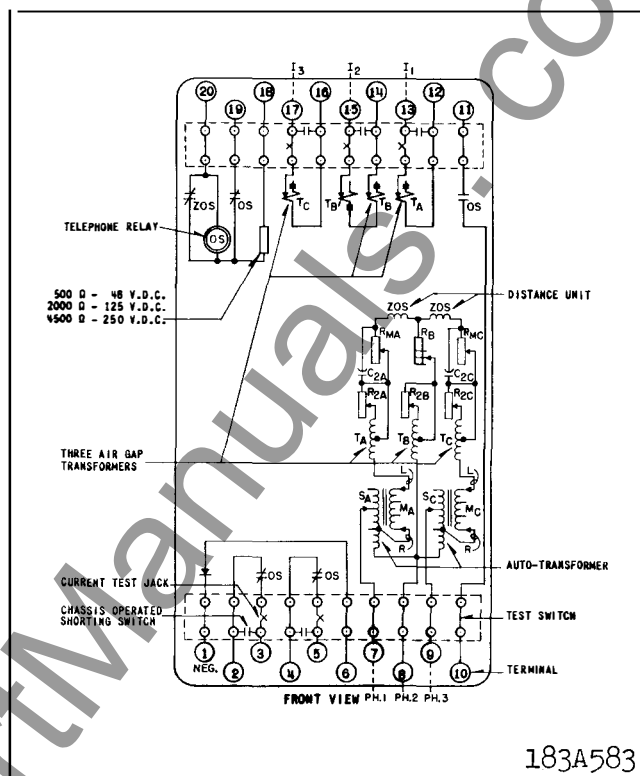 I3 I2 I1
20 18 16 14 12
19 17 15 13 11
ZOS OS TC TB TB TA OS
TELEPHONE RELAY
OS
500 Ω - 48 V.D.C.
2000 Ω - 125 V.D.C.
4500 Ω - 250 V.D.C.
ZOS ZOS
DISTANCE UNIT
RMA RB RMC
C2A C2C
R2A R2B R2C
TA TB TC
THREE AIR GAP
TRANSFORMERS
L L
SA MA SC MC
R R
AUTO-TRANSFORMER
OS OS
CURRENT TEST JACK
CHASSIS OPERATED
SHORTING SWITCH
TEST SWITCH
1 3 5 7 9
NEG.
2 4 6 8 10
TERMINAL
FRONT VIEW PH.1 PH.2 PH.3
183A583
rtManuals.co